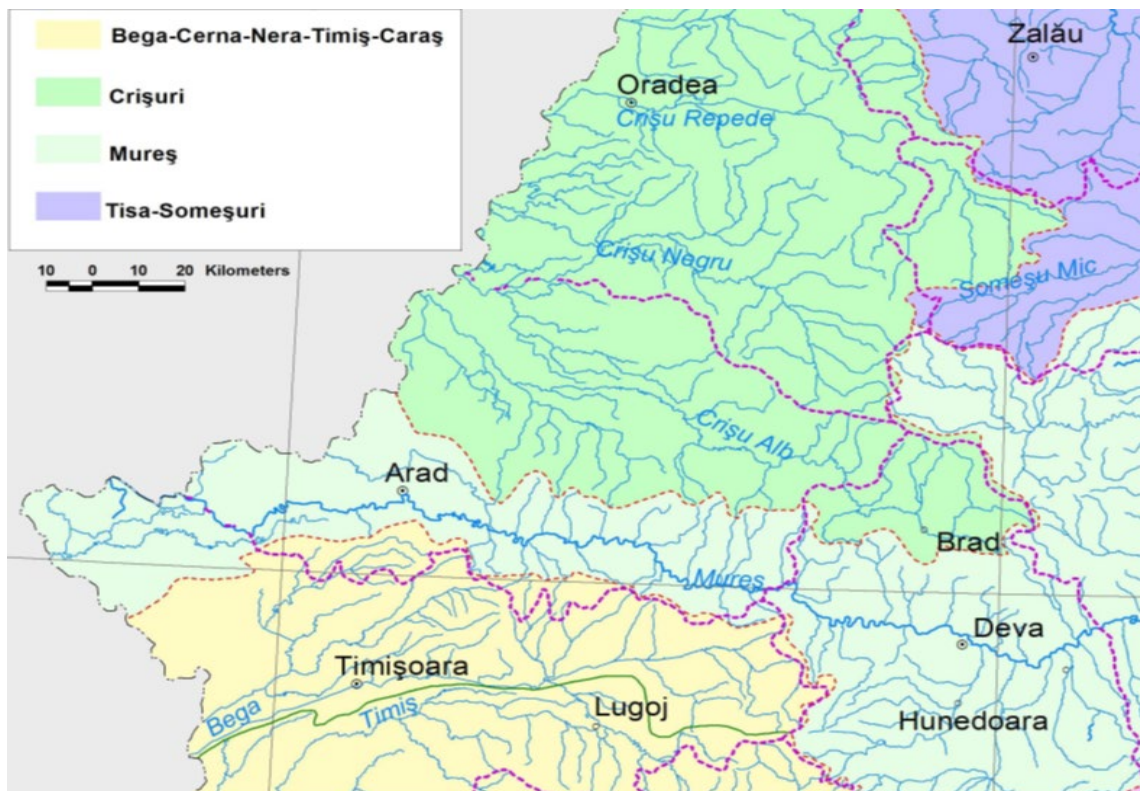 Bega-Cerna-Nera-Timiş-Caraş
Crişuri
Mureş
Tisa-Someşuri
10 0 10 20 Kilometers
Zalău
Oradea
Crişu Repede
Crişu Negru
Someşu Mic
Crişu Alb
Arad
Brad
Mureş
Deva
Timişoara
Bega
Timiş
Lugoj
Hunedoara